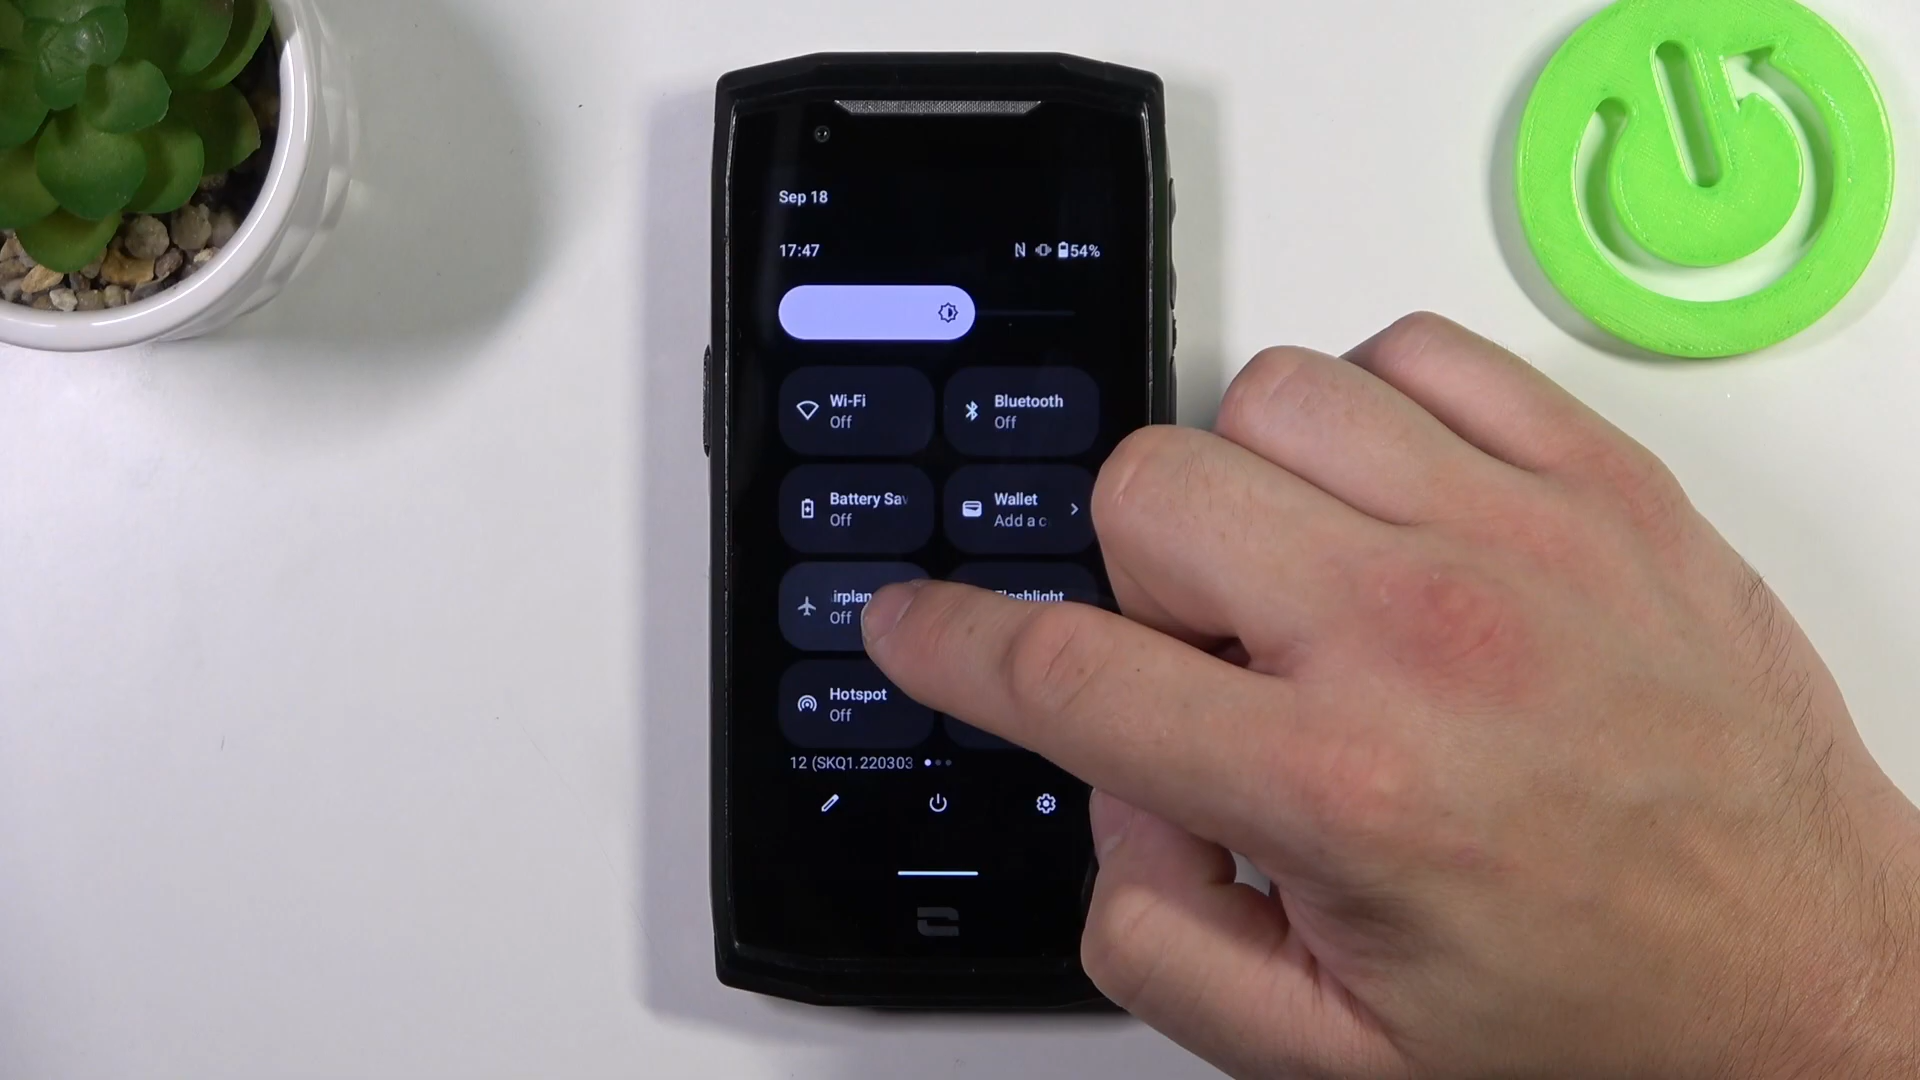 Sep 18
17:47
54%
Wi-Fi
Off
Bluetooth
Off
Battery Sav
Off
Wallet
Add a c
irplan
Off
Flashlight
Hotspot
Off
12 (SKQ1.220303